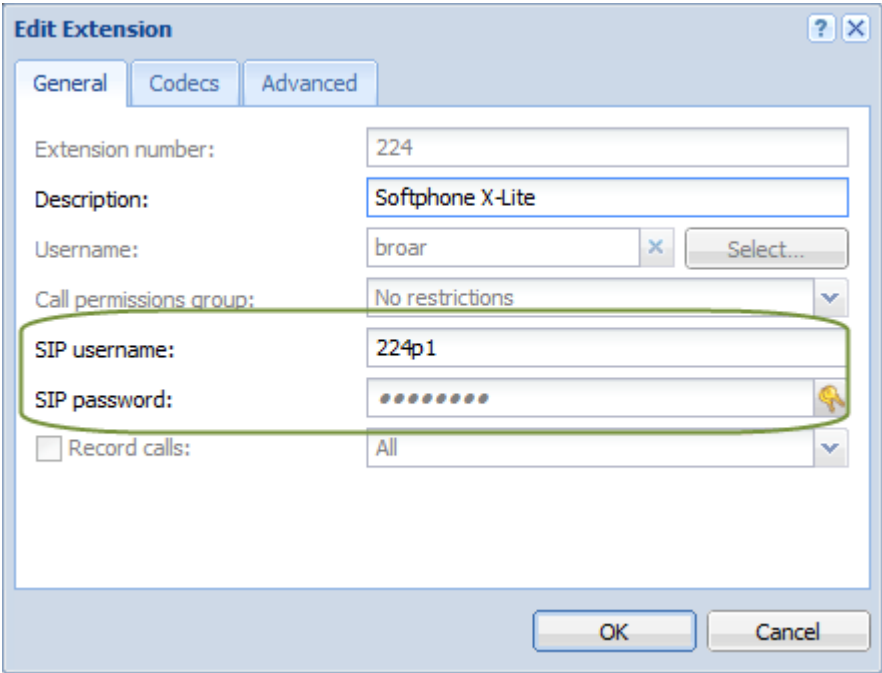 Edit Extension
General Codecs Advanced
Extension number: 224
Description: Softphone X-Lite
Username: broar Select...
Call permissions group: No restrictions
SIP username: 224p1
SIP password: ••••••••
Record calls: All
OK Cancel